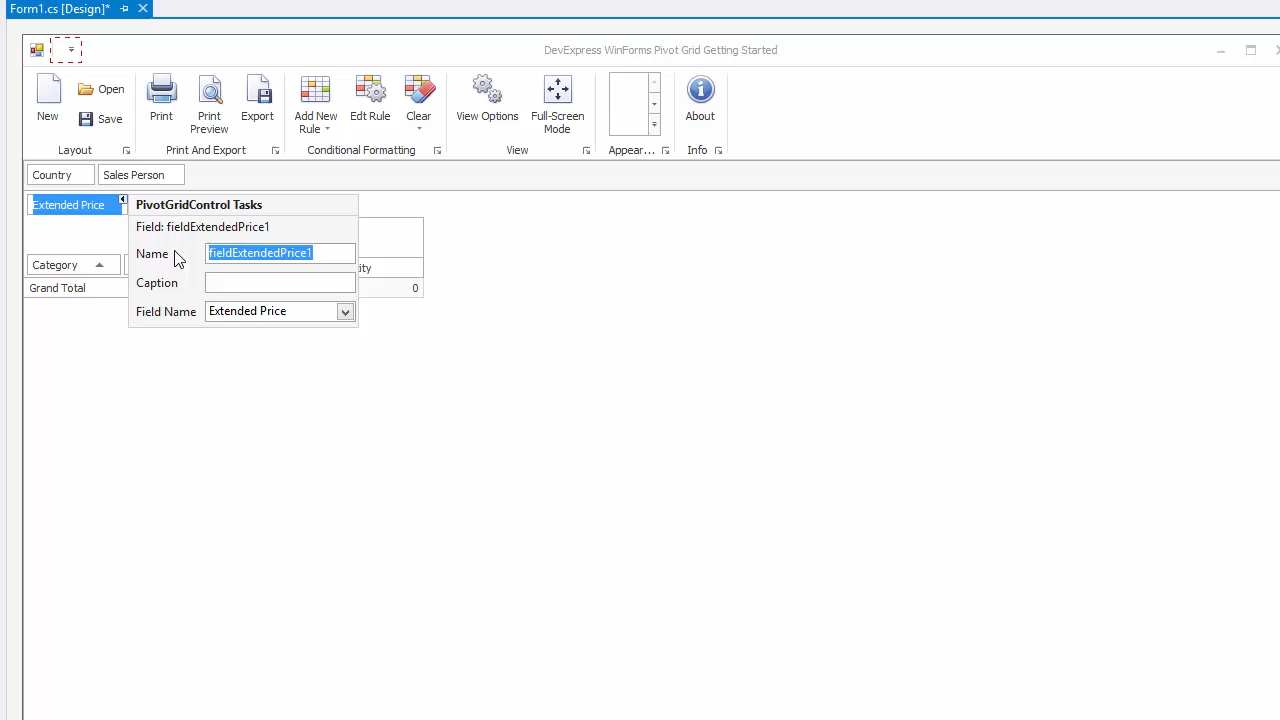 Form1.cs [Design]*
DevExpress WinForms Pivot Grid Getting Started
New
Open
Save
Print
Print Preview
Export
Add New Rule
Edt Rule
Clear
View Options
Full-Screen Mode
About
Layout
Print And Export
Conditional Formatting
View
Appear...
Info
Country
Sales Person
Extended Price
PivotGridControl Tasks
Field: fieldExtendedPrice1
Name
fieldExtendedPrice1
Category
ity
Caption
Grand Total
0
Field Name
Extended Price